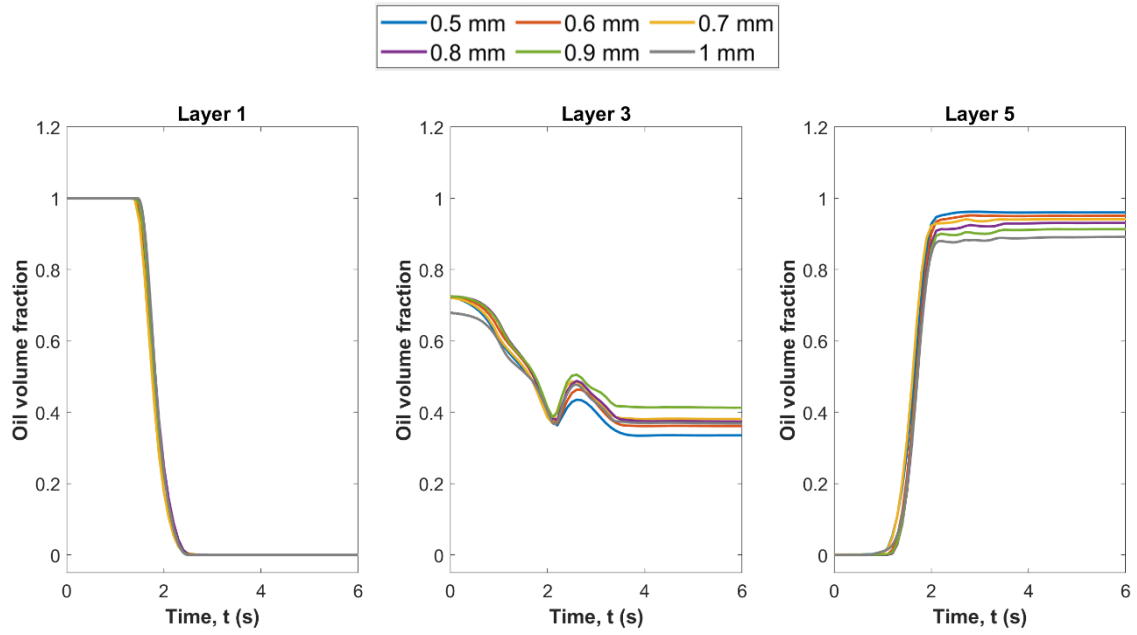 0.5 mm 0.6 mm 0.7 mm
0.8 mm 0.9 mm 1 mm
Layer 1
1.2
1
0.8
0.6
0.4
0.2
0
Oil volume fraction
0 2 4 6
Time, t (s)
Layer 3
1.2
1
0.8
0.6
0.4
0.2
0
Oil volume fraction
0 2 4 6
Time, t (s)
Layer 5
1.2
1
0.8
0.6
0.4
0.2
0
Oil volume fraction
0 2 4 6
Time, t (s)